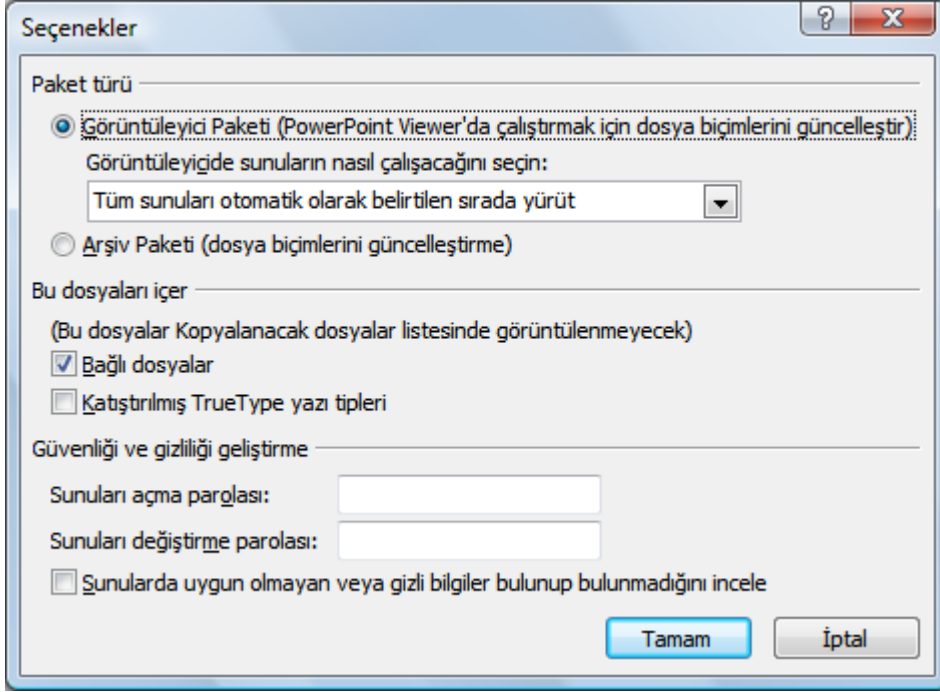 Seçenekler
Paket türü
Görüntüleyici Paketi (PowerPoint Viewer'da çalıştırmak için dosya biçimlerini güncelleştir)
Görüntüleyicide sunuların nasıl çalışacağını seçin:
Tüm sunuları otomatik olarak belirtilen sırada yürüt
Arşiv Paketi (dosya biçimlerini güncelleştirme)
Bu dosyaları içer
(Bu dosyalar Kopyalanacak dosyalar listesinde görüntülenmeyecek)
Bağlı dosyalar
Katıştırılmış TrueType yazı tipleri
Güvenliği ve gizliliği geliştirme
Sunuları açma parolası:
Sunuları değiştirme parolası:
Sunularda uygun olmayan veya gizli bilgiler bulunup bulunmadığını incele
Tamam İptal